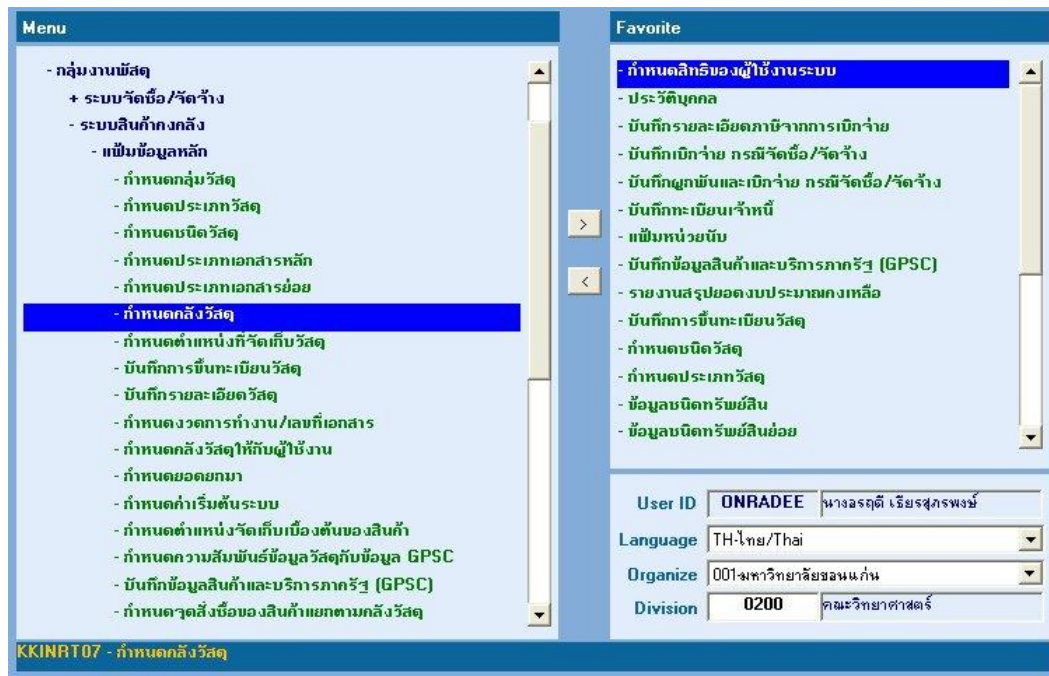 Menu
- กลุ่มงานพัสดุ
+ ระบบจัดซื้อ/จัดจ้าง
- ระบบสินค้าคงคลัง
- แฟ้มข้อมูลหลัก
- กำหนดกลุ่มวัสดุ
- กำหนดประเภทวัสดุ
- กำหนดชนิดวัสดุ
- กำหนดประเภทเอกสารหลัก
- กำหนดประเภทเอกสารย่อย
- กำหนดคลังวัสดุ
- กำหนดตำแหน่งที่จัดเก็บวัสดุ
- บันทึกการขึ้นทะเบียนวัสดุ
- บันทึกรายละเอียดวัสดุ
- กำหนดงวดการทำงาน/เลขที่เอกสาร
- กำหนดคลังวัสดุให้กับผู้ใช้งาน
- กำหนดยอดยกมา
- กำหนดค่าเริ่มต้นระบบ
- กำหนดตำแหน่งจัดเก็บเบื้องต้นของสินค้า
- กำหนดความสัมพันธ์ข้อมูลวัสดุกับข้อมูล GPSC
- บันทึกข้อมูลสินค้าและบริการภาครัฐ (GPSC)
- กำหนดจุดสั่งซื้อของสินค้าแยกตามคลังวัสดุ
>
<
Favorite
- กำหนดสิทธิของผู้ใช้งานระบบ
- ประวัติบุคคล
- บันทึกรายละเอียดภาษีจากการเบิกจ่าย
- บันทึกเบิกจ่าย กรณีจัดซื้อ/จัดจ้าง
- บันทึกผูกพันและเบิกจ่าย กรณีจัดซื้อ/จัดจ้าง
- บันทึกทะเบียนเจ้าหนี้
- แฟ้มหน่วยนับ
- บันทึกข้อมูลสินค้าและบริการภาครัฐ (GPSC)
- รายงานสรุปยอดงบประมาณคงเหลือ
- บันทึกการขึ้นทะเบียนวัสดุ
- กำหนดชนิดวัสดุ
- กำหนดประเภทวัสดุ
- ข้อมูลชนิดทรัพย์สิน
- ข้อมูลชนิดทรัพย์สินย่อย
User ID ONRADEE นางอรฤดี เธียรสุภรพงษ์
Language TH-ไทย/Thai
Organize 001-มหาวิทยาลัยขอนแก่น
Division 0200 คณะวิทยาศาสตร์
KKINRT07 - กำหนดคลังวัสดุ